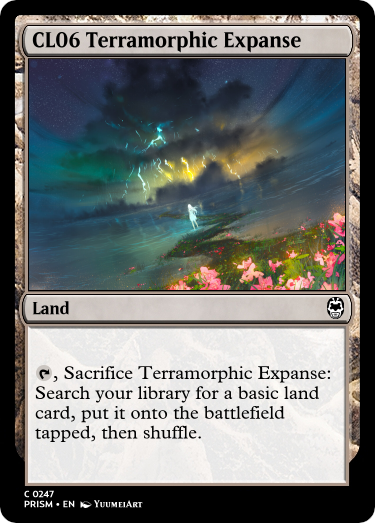 CL06 Terramorphic Expanse
Land
, Sacrifice Terramorphic Expanse:
Search your library for a basic land
card, put it onto the battlefield
tapped, then shuffle.
C 0247
PRISM • EN YuumeiArt